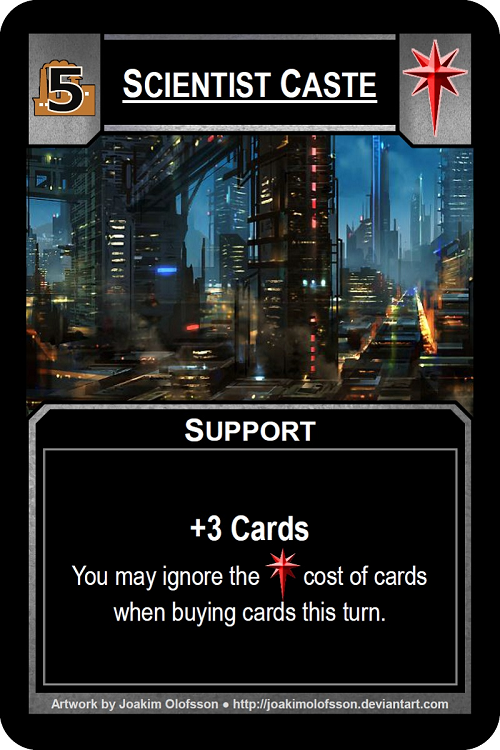 5
SCIENTIST CASTE
SUPPORT
+3 Cards
You may ignore the cost of cards
when buying cards this turn.
Artwork by Joakim Olofsson ● http://joakimolofsson.deviantart.com